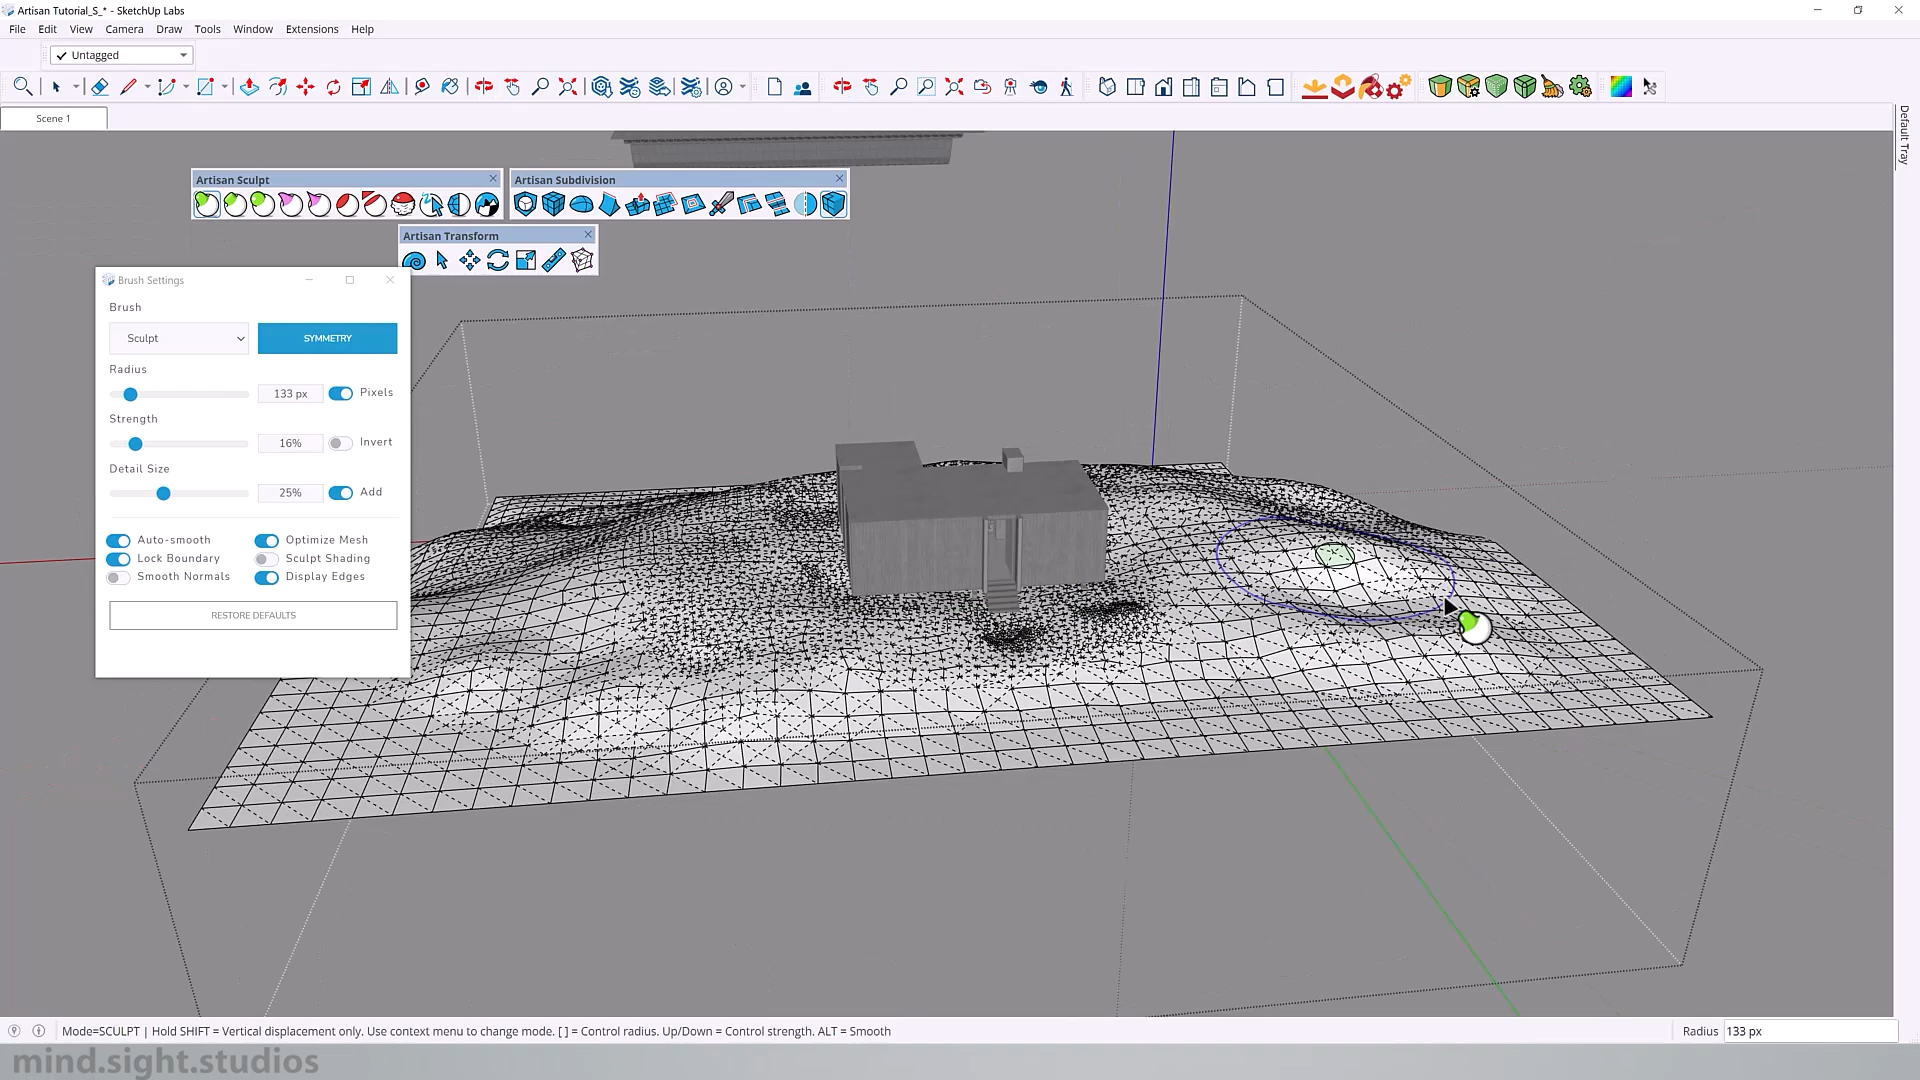 Artisan Tutorial_S_* - SketchUp Labs
File Edit View Camera Draw Tools Window Extensions Help
Untagged
Scene 1
Default Tray
Artisan Sculpt
Artisan Subdivision
Artisan Transform
Brush Settings
Brush
Sculpt SYMMETRY
Radius
133 px Pixels
Strength
16% Invert
Detail Size
25% Add
Auto-smooth Optimize Mesh
Lock Boundary Sculpt Shading
Smooth Normals Display Edges
RESTORE DEFAULTS
Mode=SCULPT | Hold SHIFT = Vertical displacement only. Use context menu to change mode. [ ] = Control radius. Up/Down = Control strength. ALT = Smooth
Radius 133 px
mind.sight.studios